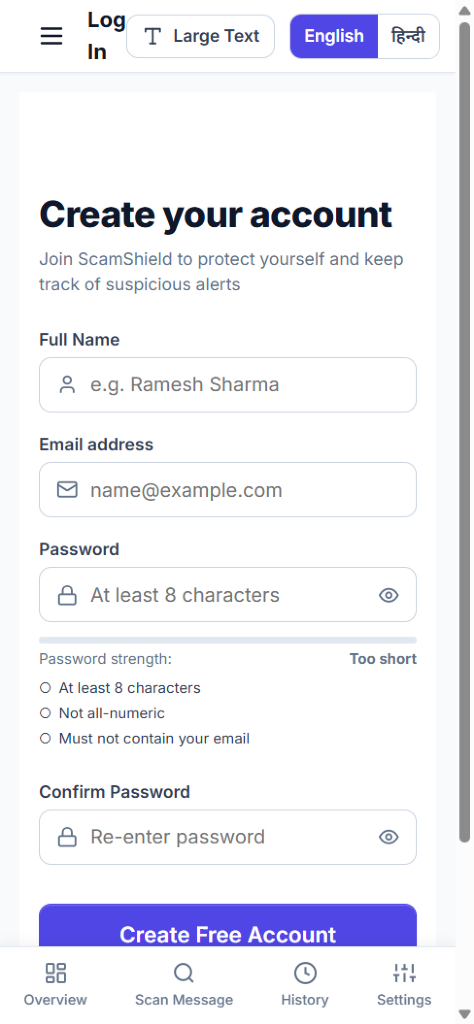 Log In
Large Text
English
हिन्दी
Create your account
Join ScamShield to protect yourself and keep
track of suspicious alerts
Full Name
e.g. Ramesh Sharma
Email address
name@example.com
Password
At least 8 characters
Password strength:
Too short
At least 8 characters
Not all-numeric
Must not contain your email
Confirm Password
Re-enter password
Create Free Account
Overview
Scan Message
History
Settings